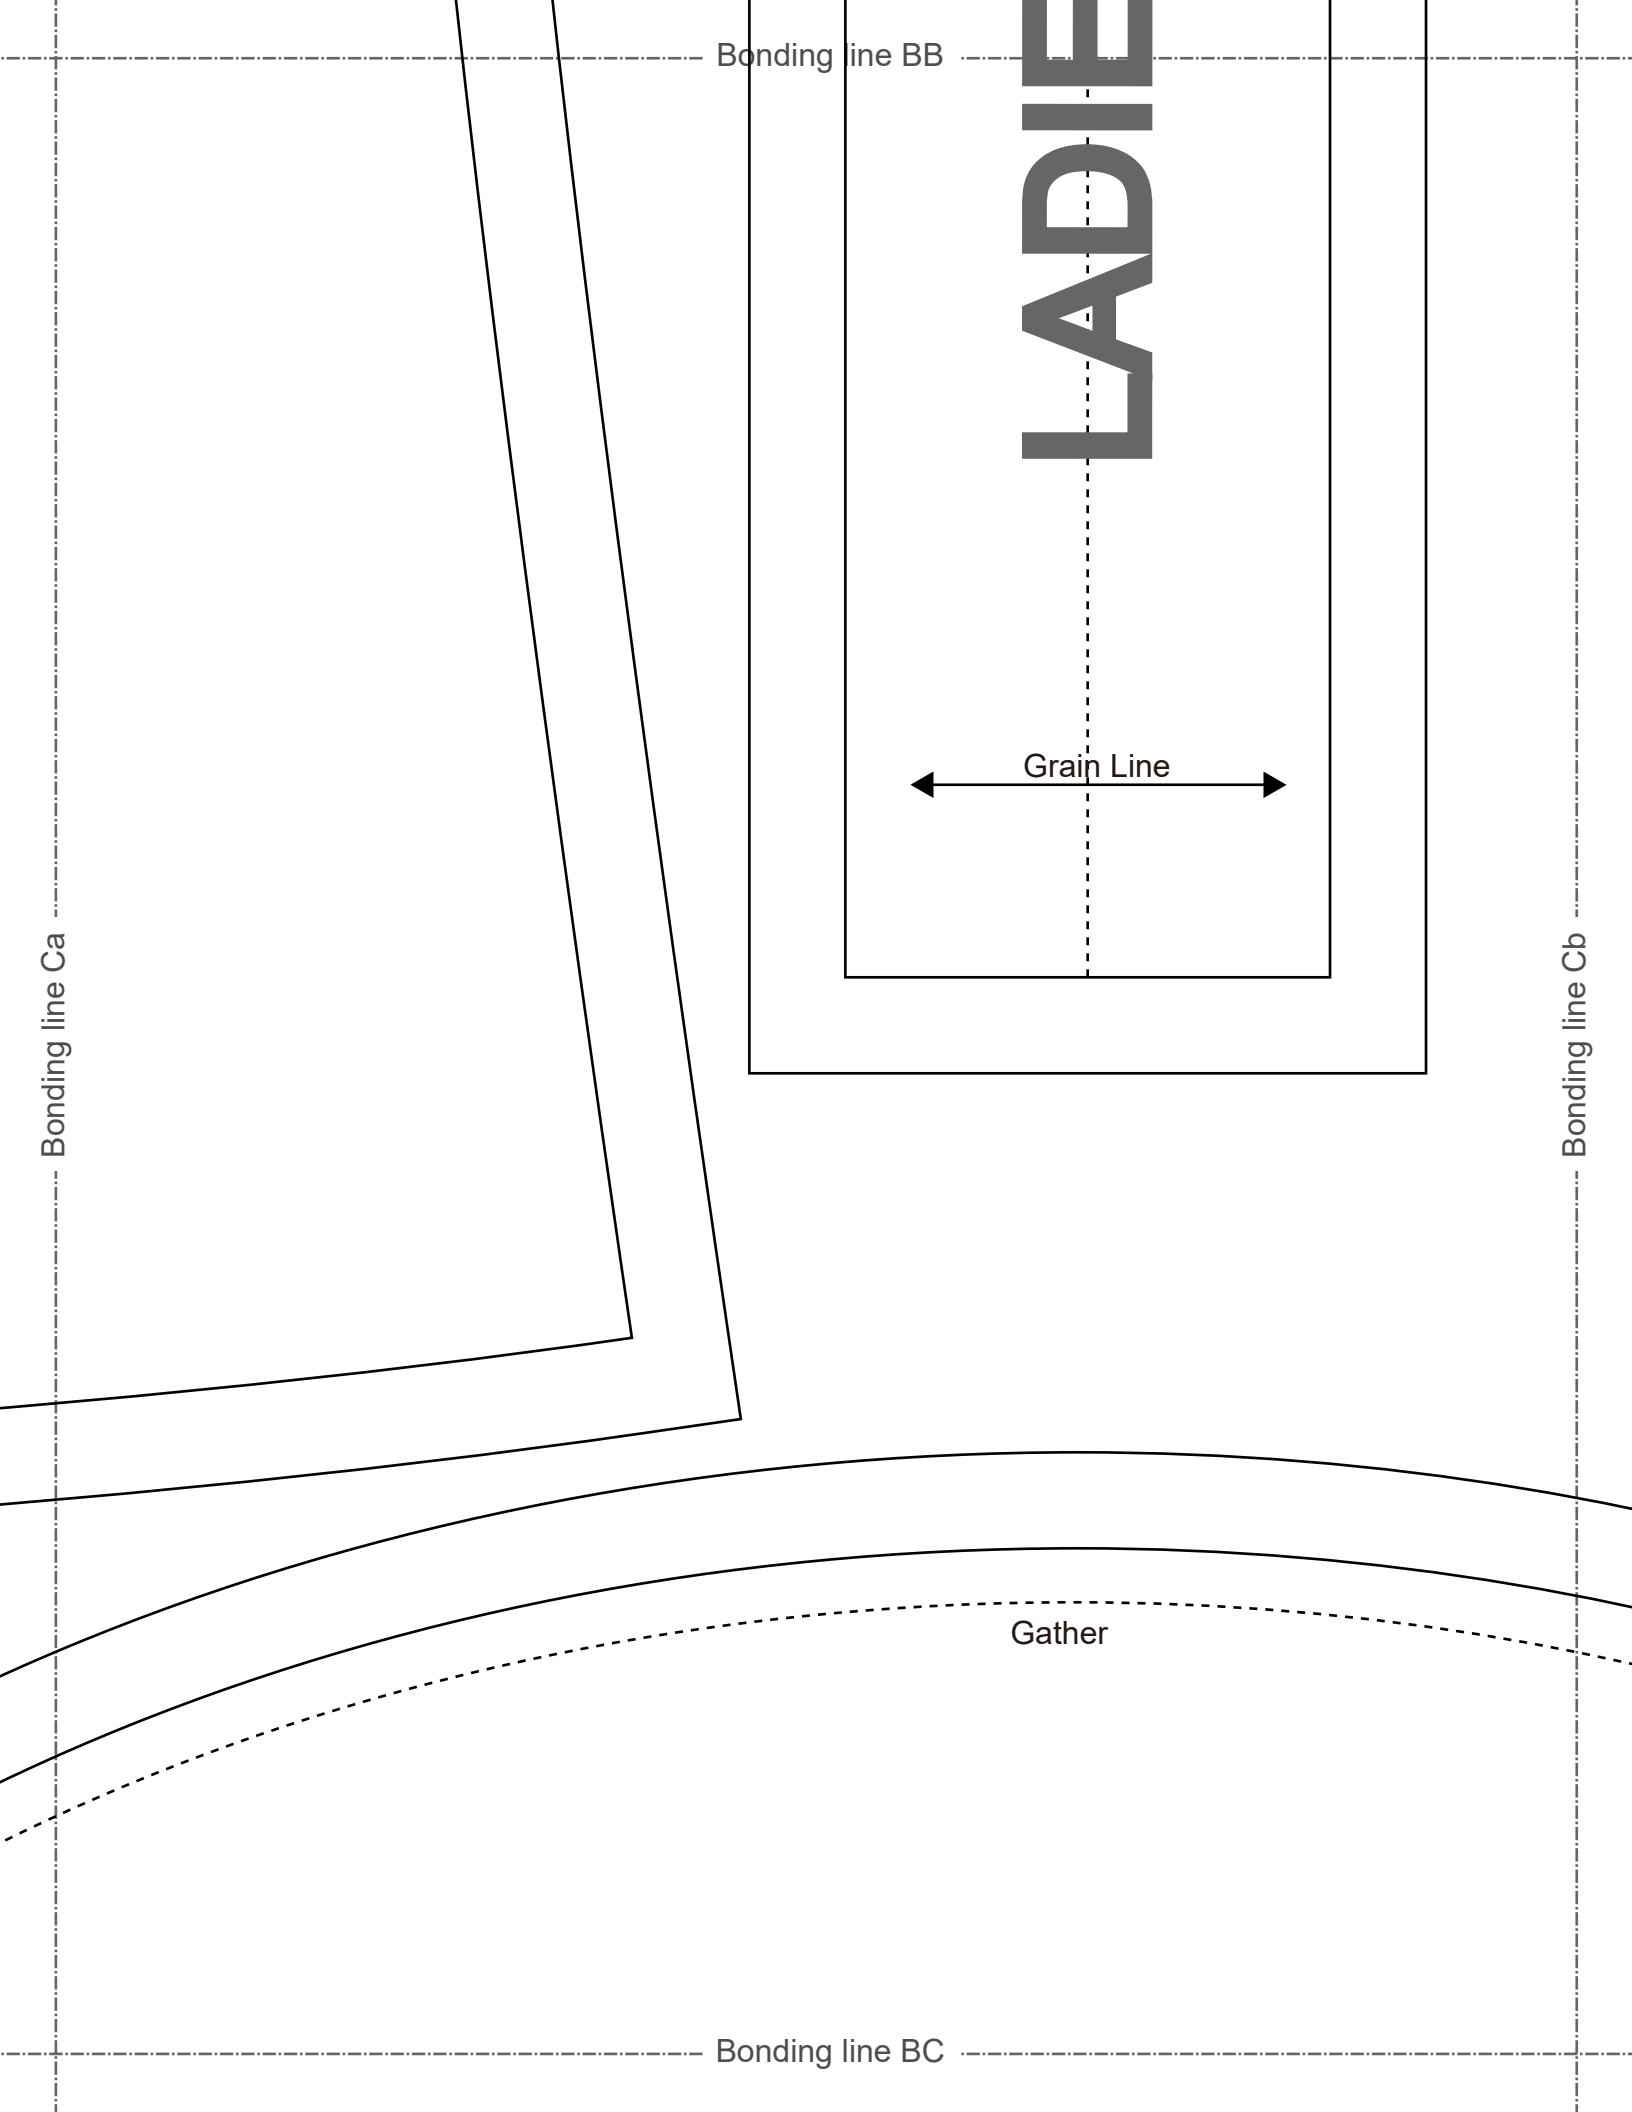 Bonding line BB
LADIE
Grain Line
Bonding line Ca
Bonding line Cb
Gather
Bonding line BC